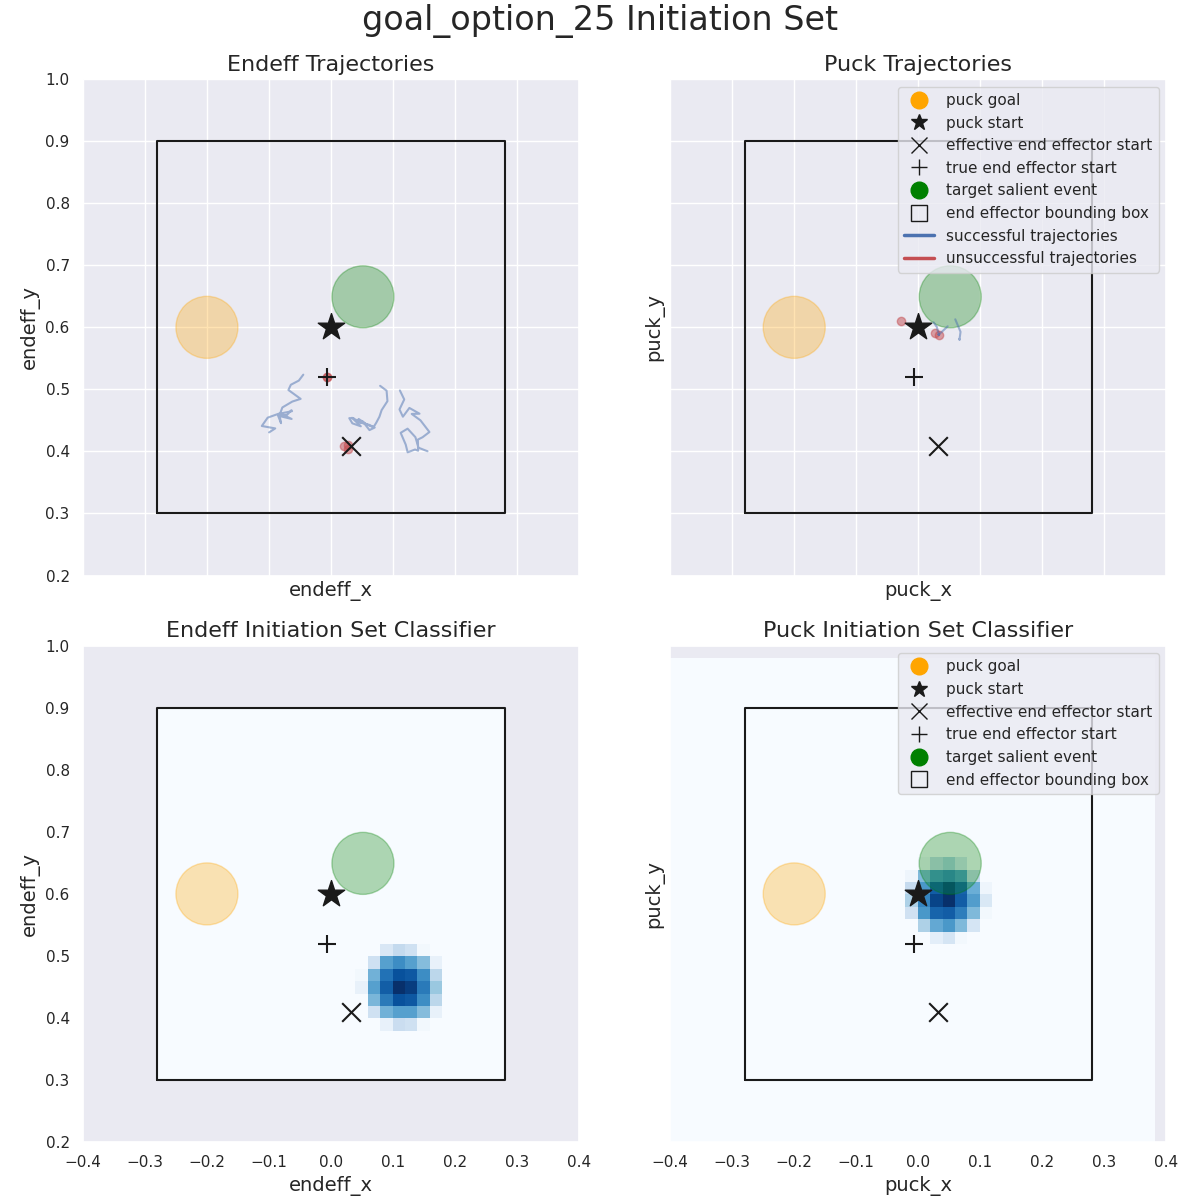 goal_option_25 Initiation Set
Endeff Trajectories
1.0
0.9
0.8
0.7
0.6
0.5
0.4
0.3
0.2
endeff_y
endeff_x
Puck Trajectories
puck goal
puck start
effective end effector start
true end effector start
target salient event
end effector bounding box
successful trajectories
unsuccessful trajectories
puck_y
puck_x
Endeff Initiation Set Classifier
1.0
0.9
0.8
0.7
0.6
0.5
0.4
0.3
0.2
endeff_y
−0.4 −0.3 −0.2 −0.1 0.0 0.1 0.2 0.3 0.4
endeff_x
Puck Initiation Set Classifier
puck goal
puck start
effective end effector start
true end effector start
target salient event
end effector bounding box
puck_y
−0.4 −0.3 −0.2 −0.1 0.0 0.1 0.2 0.3 0.4
puck_x